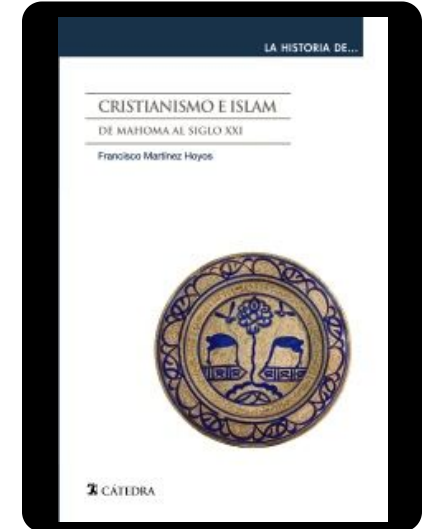 LA HISTORIA DE...
CRISTIANISMO E ISLAM
DE MAHOMA AL SIGLO XXI
Francisco Martínez Hoyos
CÁTEDRA